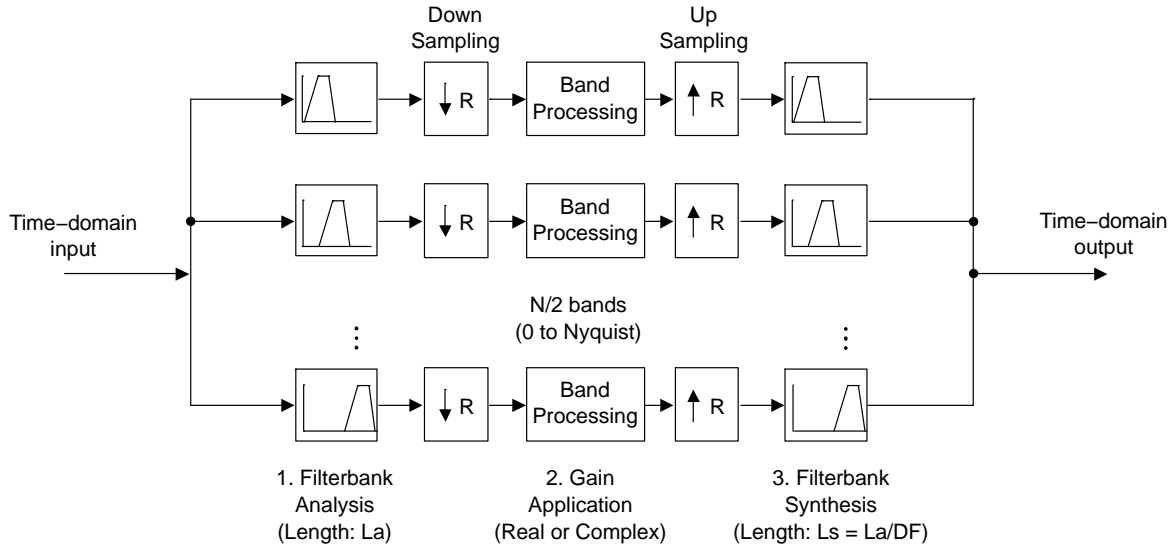 Down
Sampling
Up
Sampling
R
Band
Processing
R
Time−domain
input
R
Band
Processing
R
Time−domain
output
N/2 bands
(0 to Nyquist)
R
Band
Processing
R
1. Filterbank
Analysis
(Length: La)
2. Gain
Application
(Real or Complex)
3. Filterbank
Synthesis
(Length: Ls = La/DF)